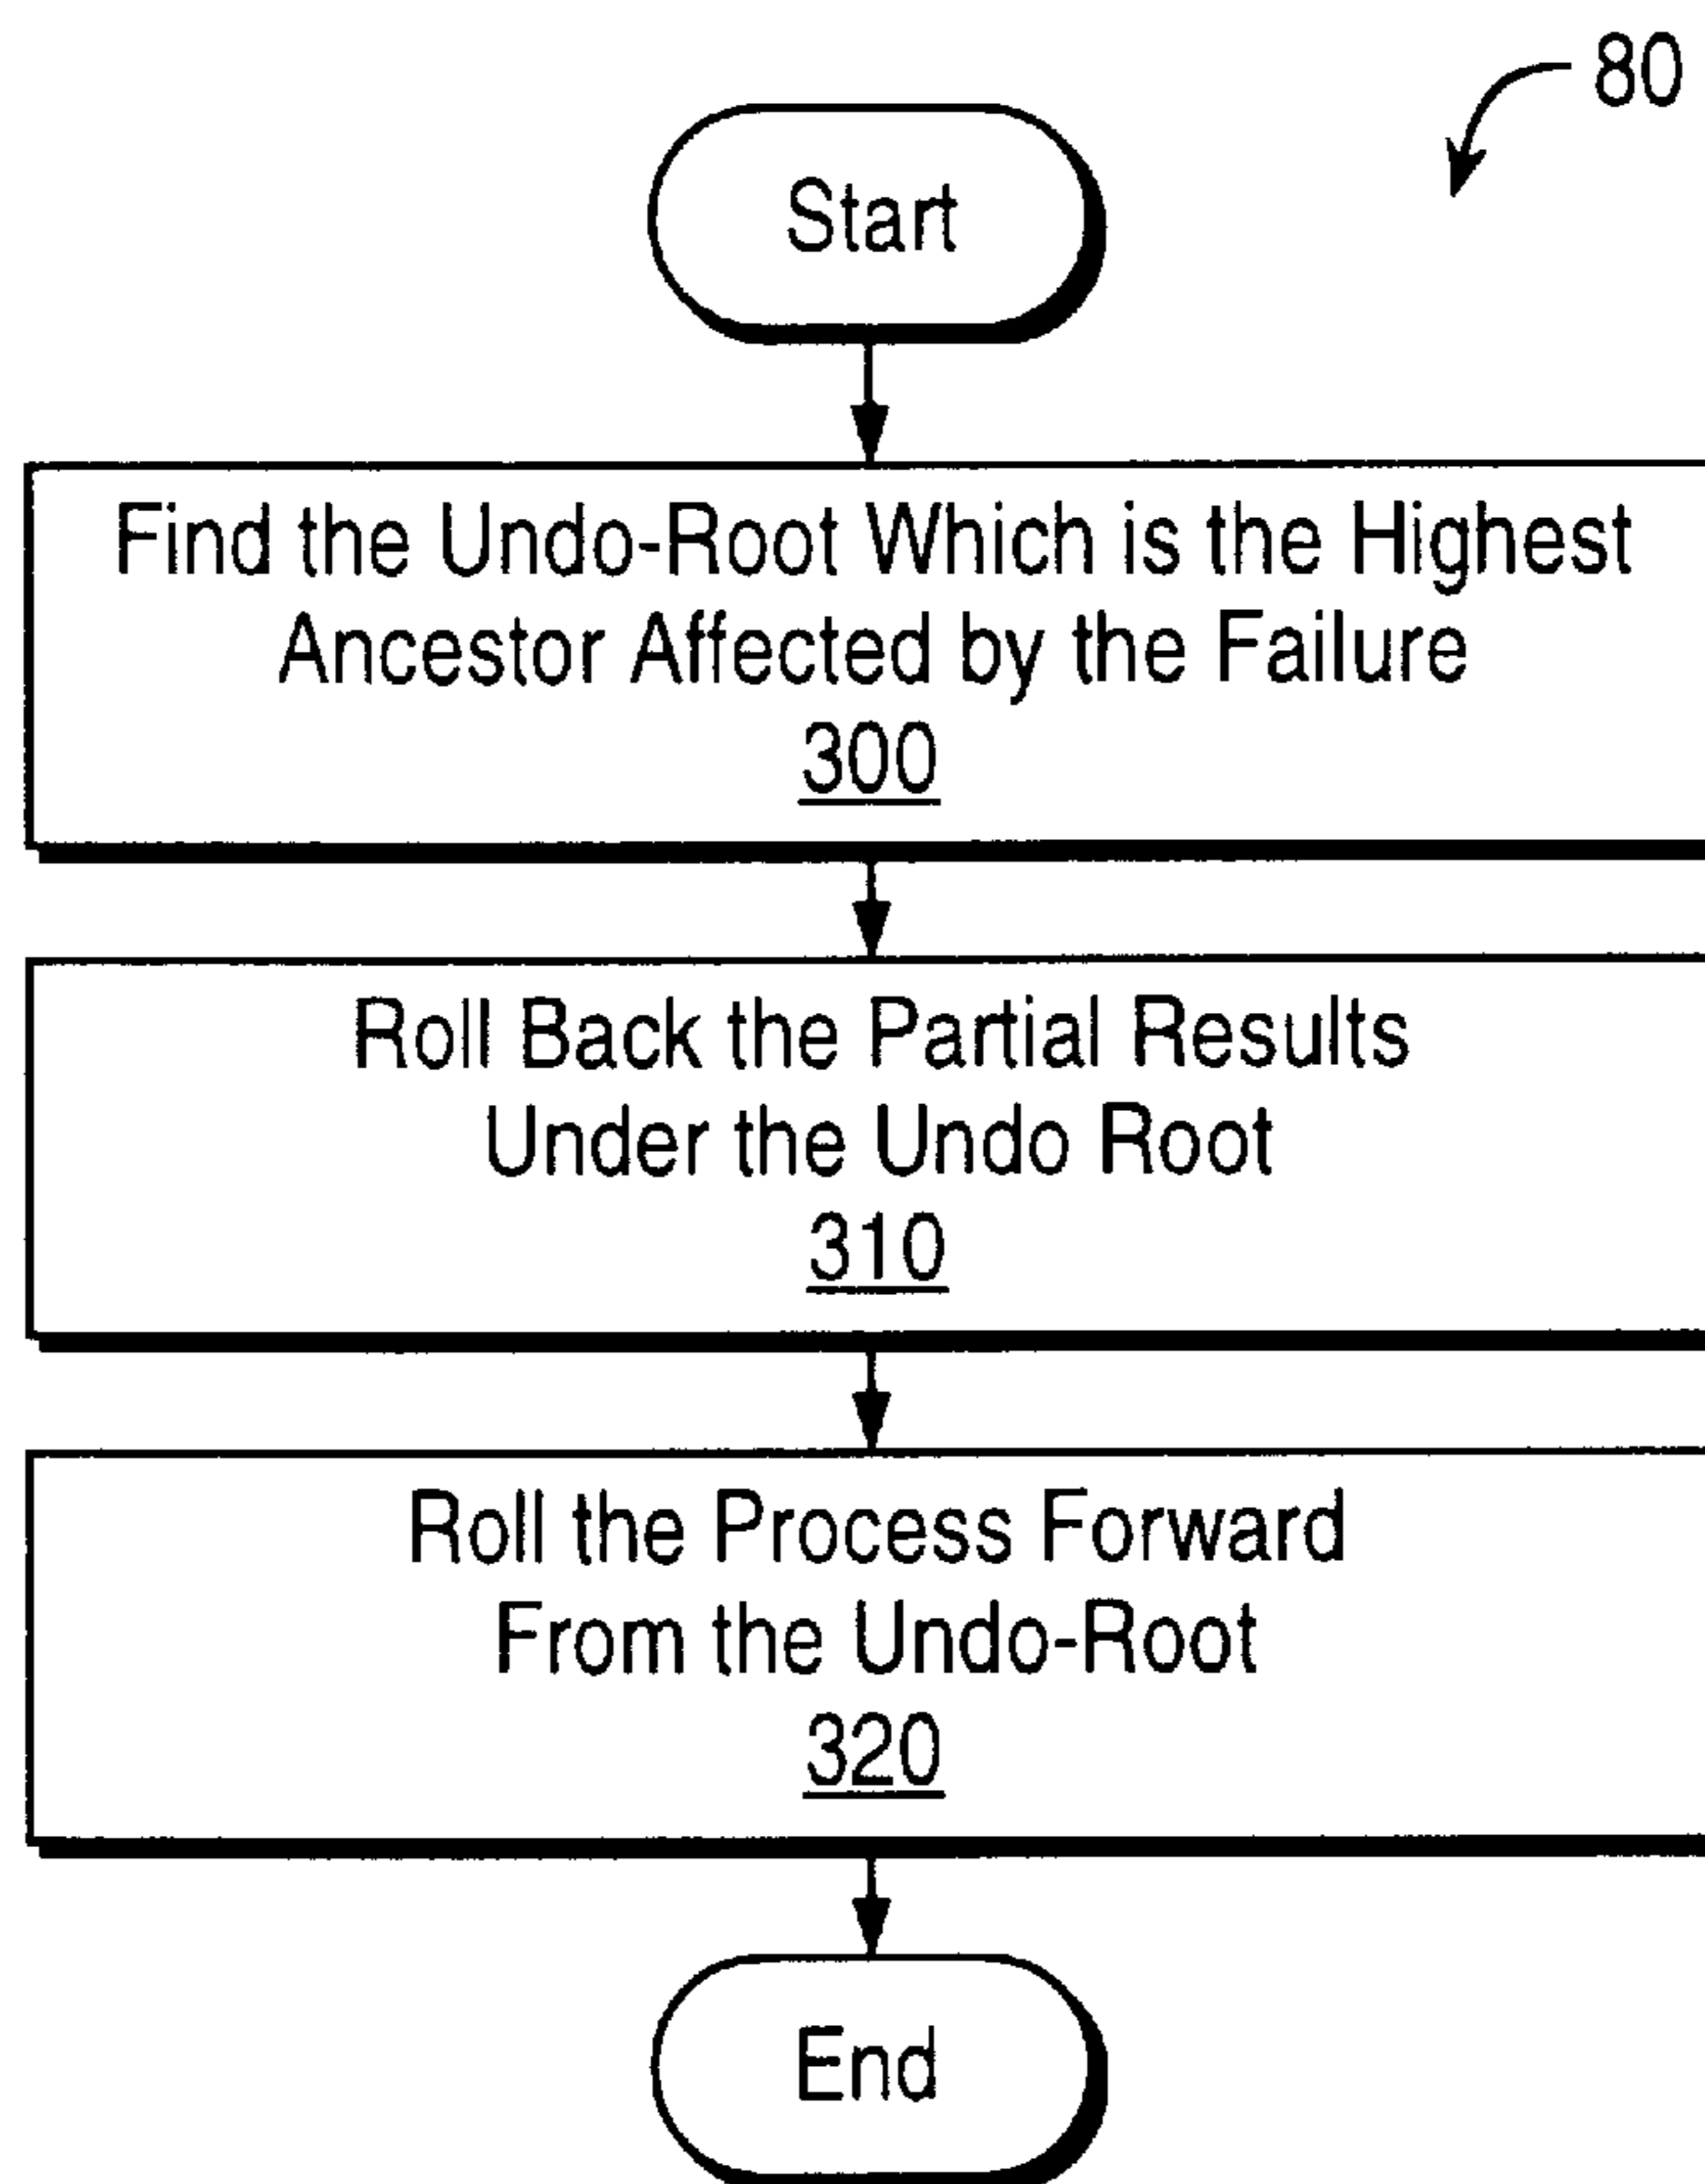 80
Start
Find the Undo-Root Which is the Highest
Ancestor Affected by the Failure
300
Roll Back the Partial Results
Under the Undo Root
310
Roll the Process Forward
From the Undo-Root
320
End